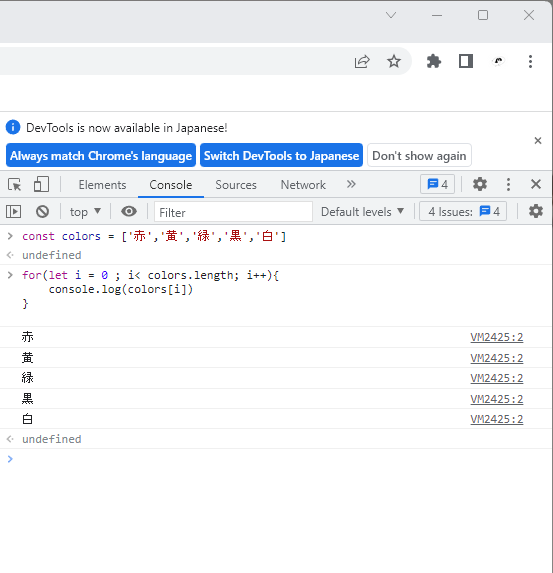 DevTools is now available in Japanese!
Always match Chrome's language Switch DevTools to Japanese Don't show again
Elements Console Sources Network » 4
top ▼ Filter Default levels ▼ 4 Issues: 4
> const colors = ['赤','黄','緑','黒','白']
undefined
> for(let i = 0 ; i< colors.length; i++){
console.log(colors[i])
}
赤 VM2425:2
黄 VM2425:2
緑 VM2425:2
黒 VM2425:2
白 VM2425:2
undefined
>